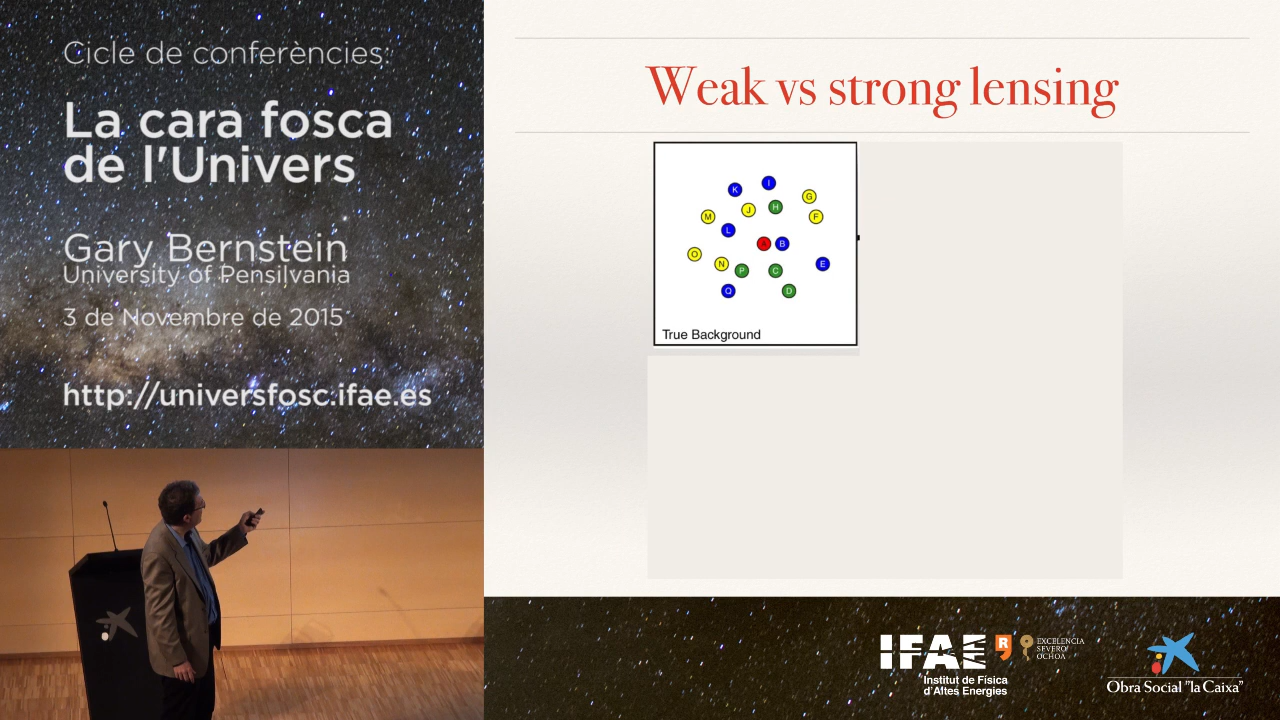 Cicle de conferències:
La cara fosca
de l'Univers
Gary Bernstein
University of Pensilvania
3 de Novembre de 2015
http://universfosc.ifae.es
Weak vs strong lensing
K
I
G
J
H
M
F
L
A
B
O
N
P
C
E
Q
D
True Background
IFAE
Institut de Física
d'Altes Energies
EXCELENCIA
SEVERO
OCHOA
Obra Social "la Caixa"